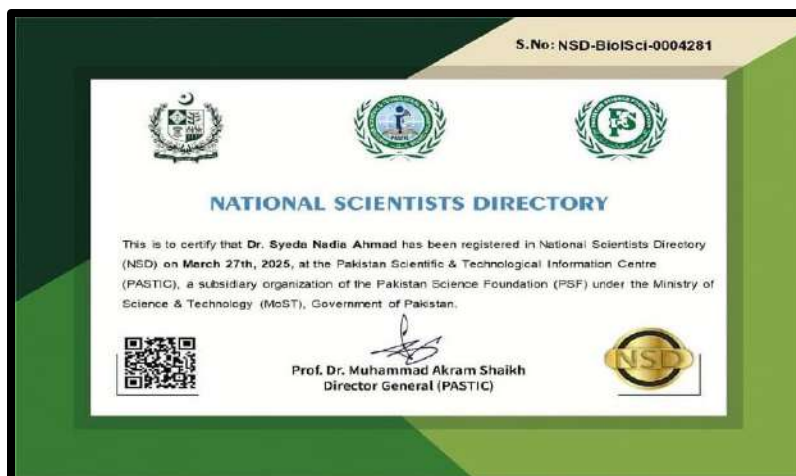 S.No: NSD-BiolSci-0004281
NATIONAL SCIENTISTS DIRECTORY
This is to certify that Dr. Syeda Nadia Ahmad has been registered in National Scientists Directory
(NSD) on March 27th, 2025, at the Pakistan Scientific & Technological Information Centre
(PASTIC), a subsidiary organization of the Pakistan Science Foundation (PSF) under the Ministry of
Science & Technology (MoST), Government of Pakistan.
Prof. Dr. Muhammad Akram Shaikh
Director General (PASTIC)
NSD